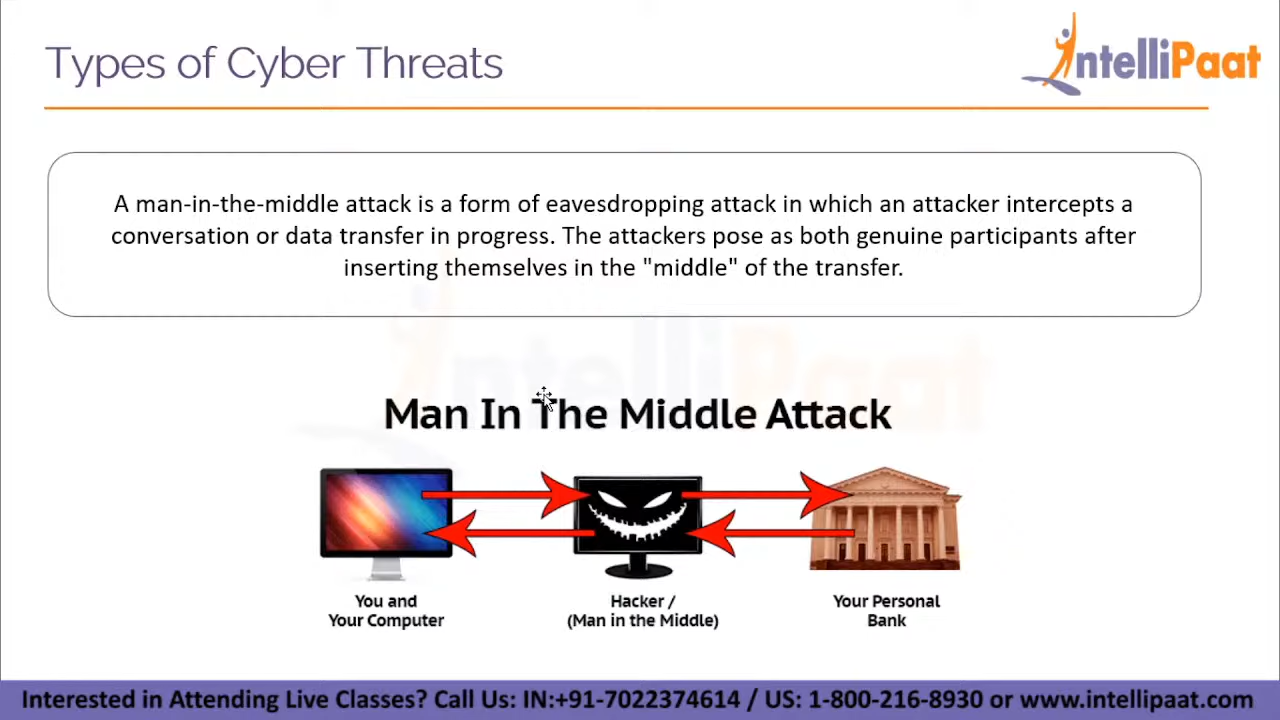 Types of Cyber Threats
IntelliPaat
A man-in-the-middle attack is a form of eavesdropping attack in which an attacker intercepts a
conversation or data transfer in progress. The attackers pose as both genuine participants after
inserting themselves in the "middle" of the transfer.
IntelliPaat
Man In The Middle Attack
You and
Your Computer
Hacker /
(Man in the Middle)
Your Personal
Bank
Interested in Attending Live Classes? Call Us: IN:+91-7022374614 / US: 1-800-216-8930 or www.intellipaat.com